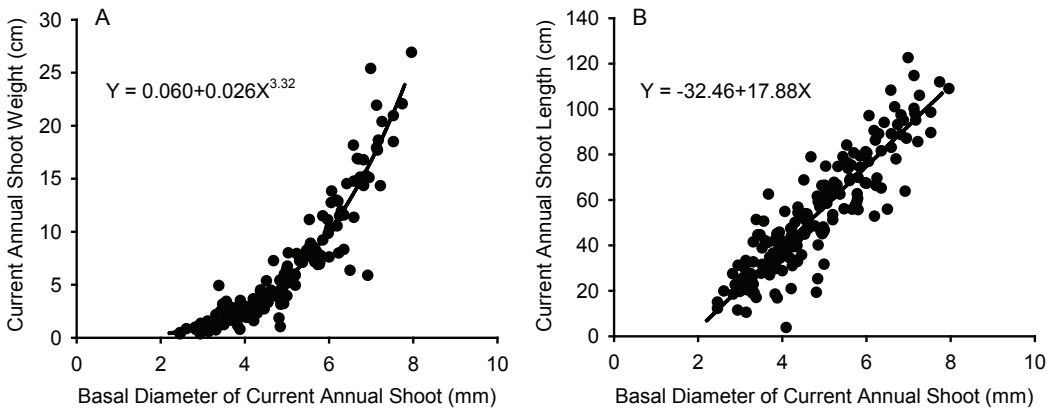 A
Current Annual Shoot Weight (cm)
30
25
20
15
10
5
0
Y = 0.060+0.026X^3.32
0 2 4 6 8 10
Basal Diameter of Current Annual Shoot (mm)
B
Current Annual Shoot Length (cm)
140
120
100
80
60
40
20
0
Y = -32.46+17.88X
0 2 4 6 8 10
Basal Diameter of Current Annual Shoot (mm)